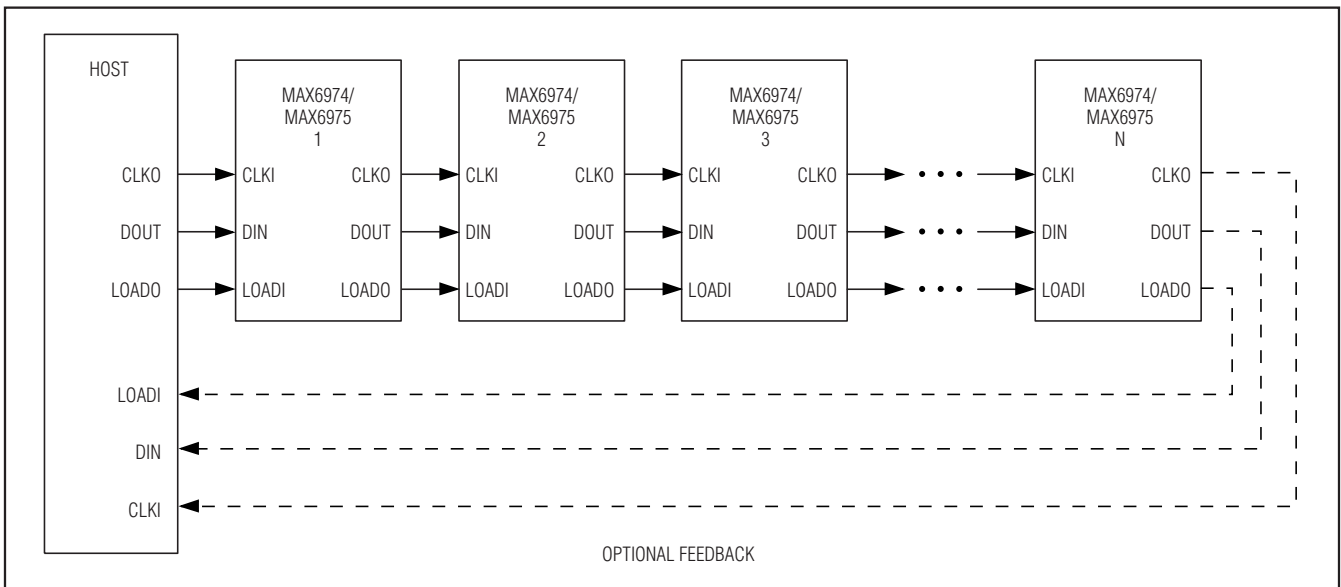 HOST
MAX6974/
MAX6975
1
MAX6974/
MAX6975
2
MAX6974/
MAX6975
3
MAX6974/
MAX6975
N
CLKO CLKI CLKO CLKI CLKO CLKI CLKO • • • CLKI CLKO
DOUT DIN DOUT DIN DOUT DIN DOUT • • • DIN DOUT
LOADO LOADI LOADO LOADI LOADO LOADI LOADO • • • LOADI LOADO
LOADI
DIN
CLKI
OPTIONAL FEEDBACK